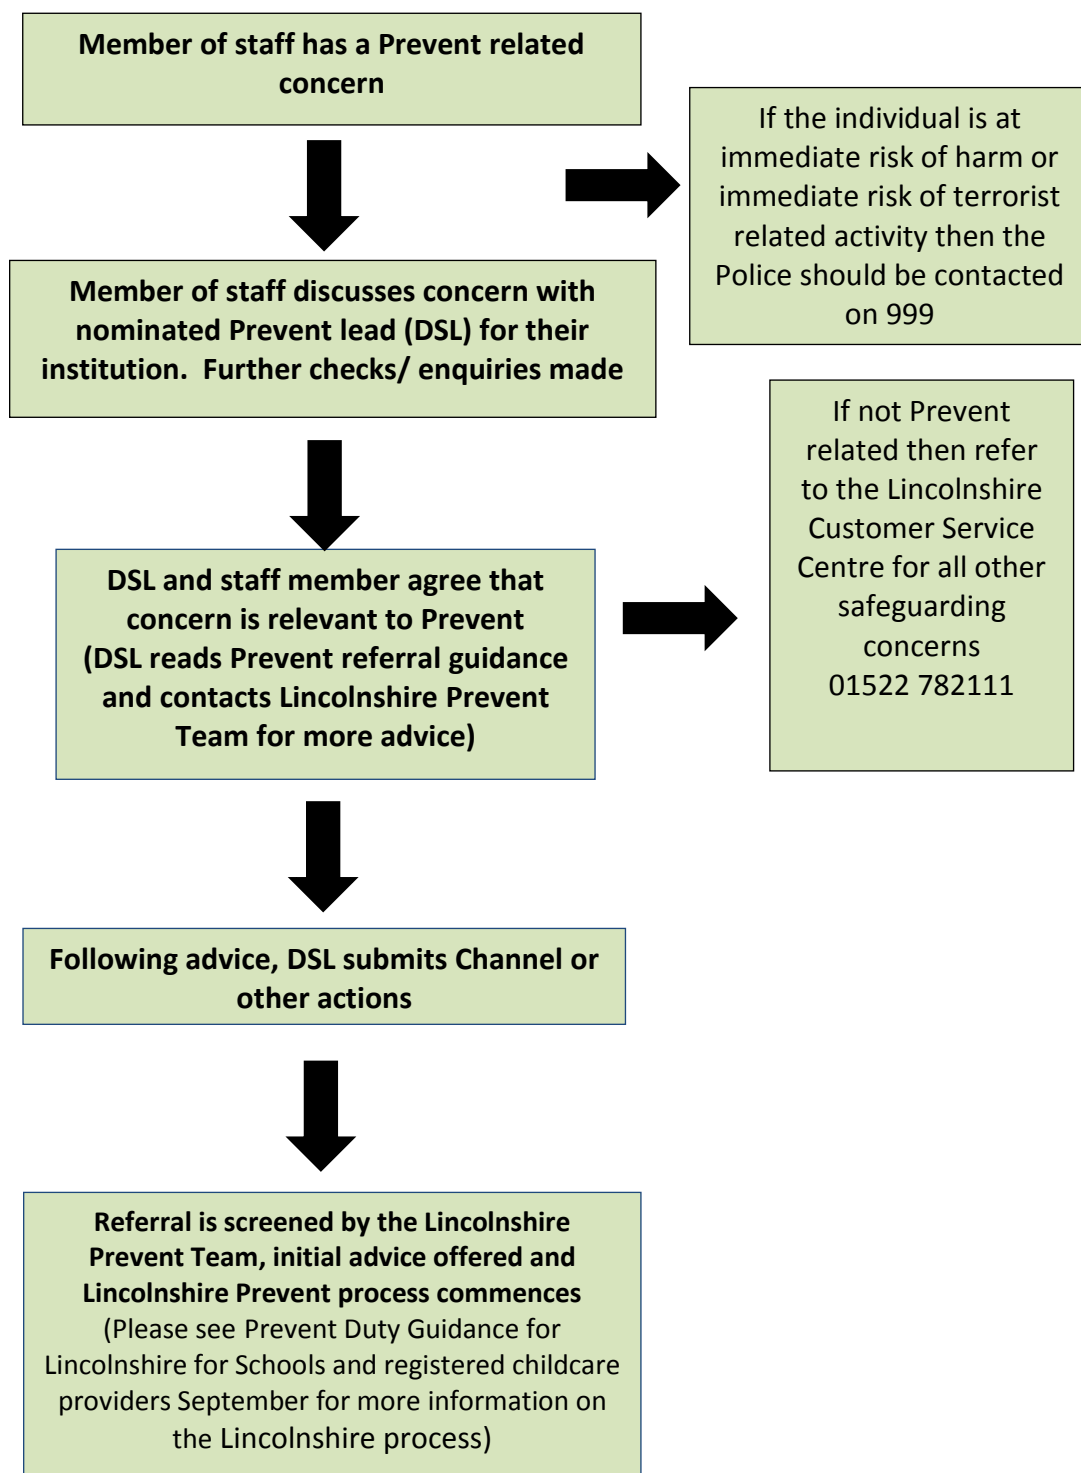 Member of staff has a Prevent related
concern
If the individual is at
immediate risk of harm or
immediate risk of terrorist
related activity then the
Police should be contacted
on 999
Member of staff discusses concern with
nominated Prevent lead (DSL) for their
institution.  Further checks/ enquiries made
If not Prevent
related then refer
to the Lincolnshire
Customer Service
Centre for all other
safeguarding
concerns
01522 782111
DSL and staff member agree that
concern is relevant to Prevent
(DSL reads Prevent referral guidance
and contacts Lincolnshire Prevent
Team for more advice)
Following advice, DSL submits Channel or
other actions
Referral is screened by the Lincolnshire
Prevent Team, initial advice offered and
Lincolnshire Prevent process commences
(Please see Prevent Duty Guidance for
Lincolnshire for Schools and registered childcare
providers September for more information on
the Lincolnshire process)